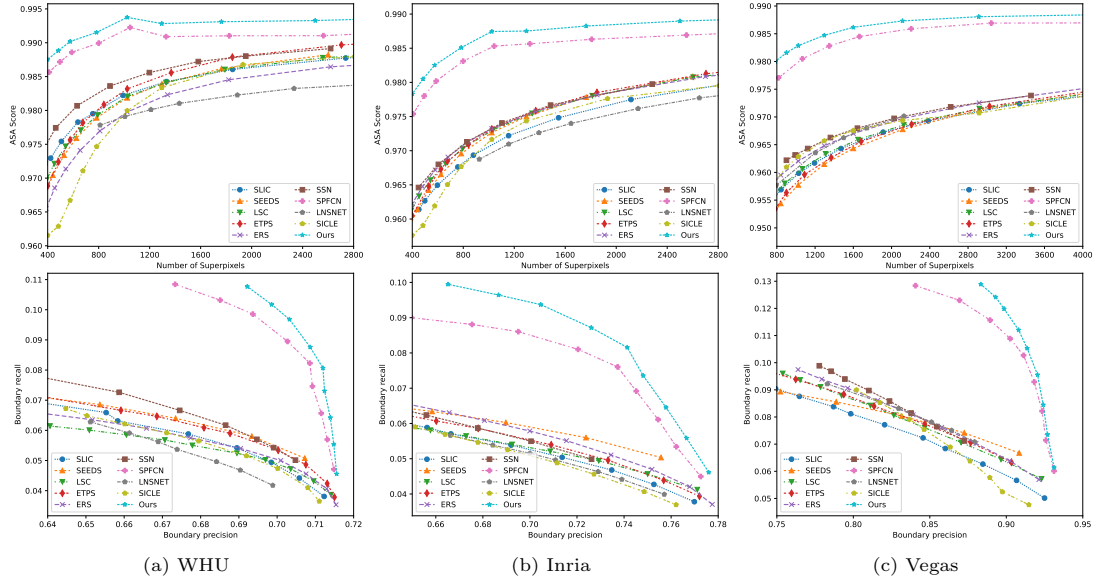 0.995
0.990
0.985
0.980
0.975
0.970
0.965
0.960
ASA Score
400 800 1200 1600 2000 2400 2800
Number of Superpixels
SLIC SSN
SEEDS SPFCN
LSC LNSNET
ETPS SICLE
ERS Ours
0.990
0.985
0.980
0.975
0.970
0.965
0.960
ASA Score
400 800 1200 1600 2000 2400 2800
Number of Superpixels
SLIC SSN
SEEDS SPFCN
LSC LNSNET
ETPS SICLE
ERS Ours
0.990
0.985
0.980
0.975
0.970
0.965
0.960
0.955
0.950
ASA Score
800 1200 1600 2000 2400 2800 3200 3600 4000
Number of Superpixels
SLIC SSN
SEEDS SPFCN
LSC LNSNET
ETPS SICLE
ERS Ours
0.11
0.10
0.09
0.08
0.07
0.06
0.05
0.04
Boundary recall
0.64 0.65 0.66 0.67 0.68 0.69 0.70 0.71 0.72
Boundary precision
SLIC SSN
SEEDS SPFCN
LSC LNSNET
ETPS SICLE
ERS Ours
0.10
0.09
0.08
0.07
0.06
0.05
0.04
Boundary recall
0.66 0.68 0.70 0.72 0.74 0.76 0.78
Boundary precision
SLIC SSN
SEEDS SPFCN
LSC LNSNET
ETPS SICLE
ERS Ours
0.13
0.12
0.11
0.10
0.09
0.08
0.07
0.06
0.05
Boundary recall
0.75 0.80 0.85 0.90 0.95
Boundary precision
SLIC SSN
SEEDS SPFCN
LSC LNSNET
ETPS SICLE
ERS Ours
(a) WHU
(b) Inria
(c) Vegas